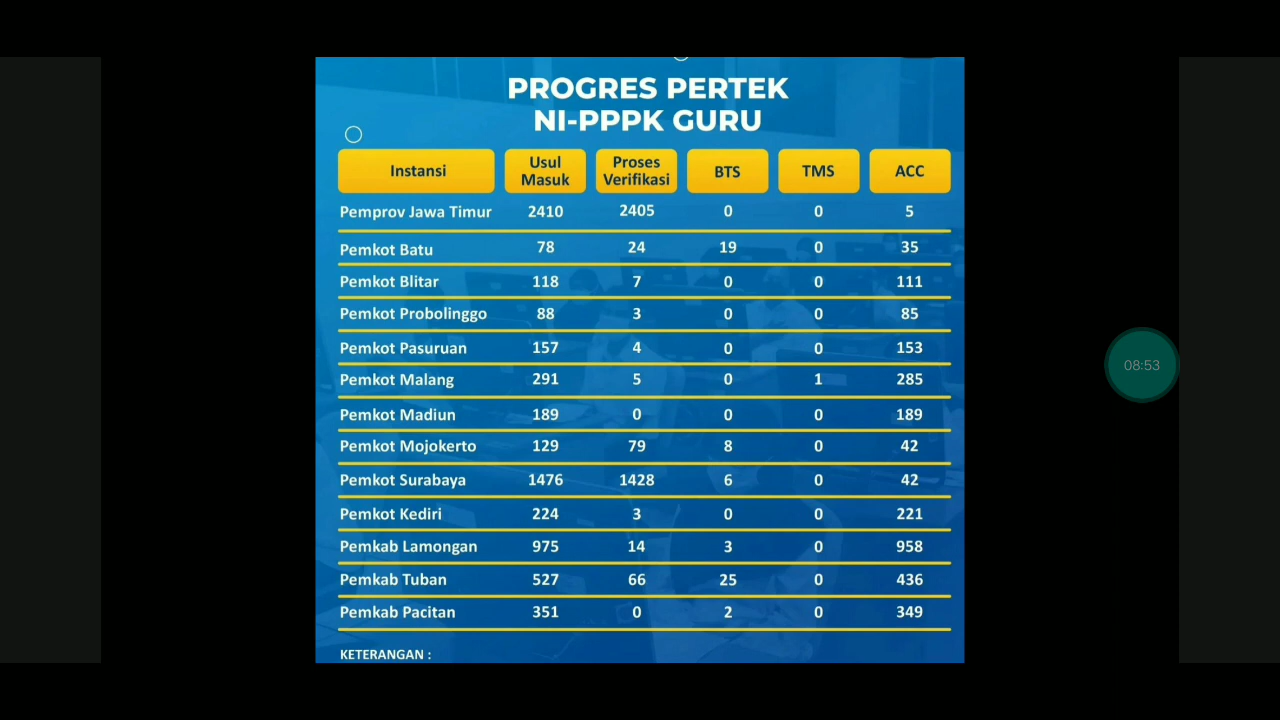 PROGRES PERTEK
NI-PPPK GURU
Instansi Usul Masuk Proses Verifikasi BTS TMS ACC
Pemprov Jawa Timur 2410 2405 0 0 5
Pemkot Batu 78 24 19 0 35
Pemkot Blitar 118 7 0 0 111
Pemkot Probolinggo 88 3 0 0 85
Pemkot Pasuruan 157 4 0 0 153
Pemkot Malang 291 5 0 1 285
Pemkot Madiun 189 0 0 0 189
Pemkot Mojokerto 129 79 8 0 42
Pemkot Surabaya 1476 1428 6 0 42
Pemkot Kediri 224 3 0 0 221
Pemkab Lamongan 975 14 3 0 958
Pemkab Tuban 527 66 25 0 436
Pemkab Pacitan 351 0 2 0 349
KETERANGAN :
08:53